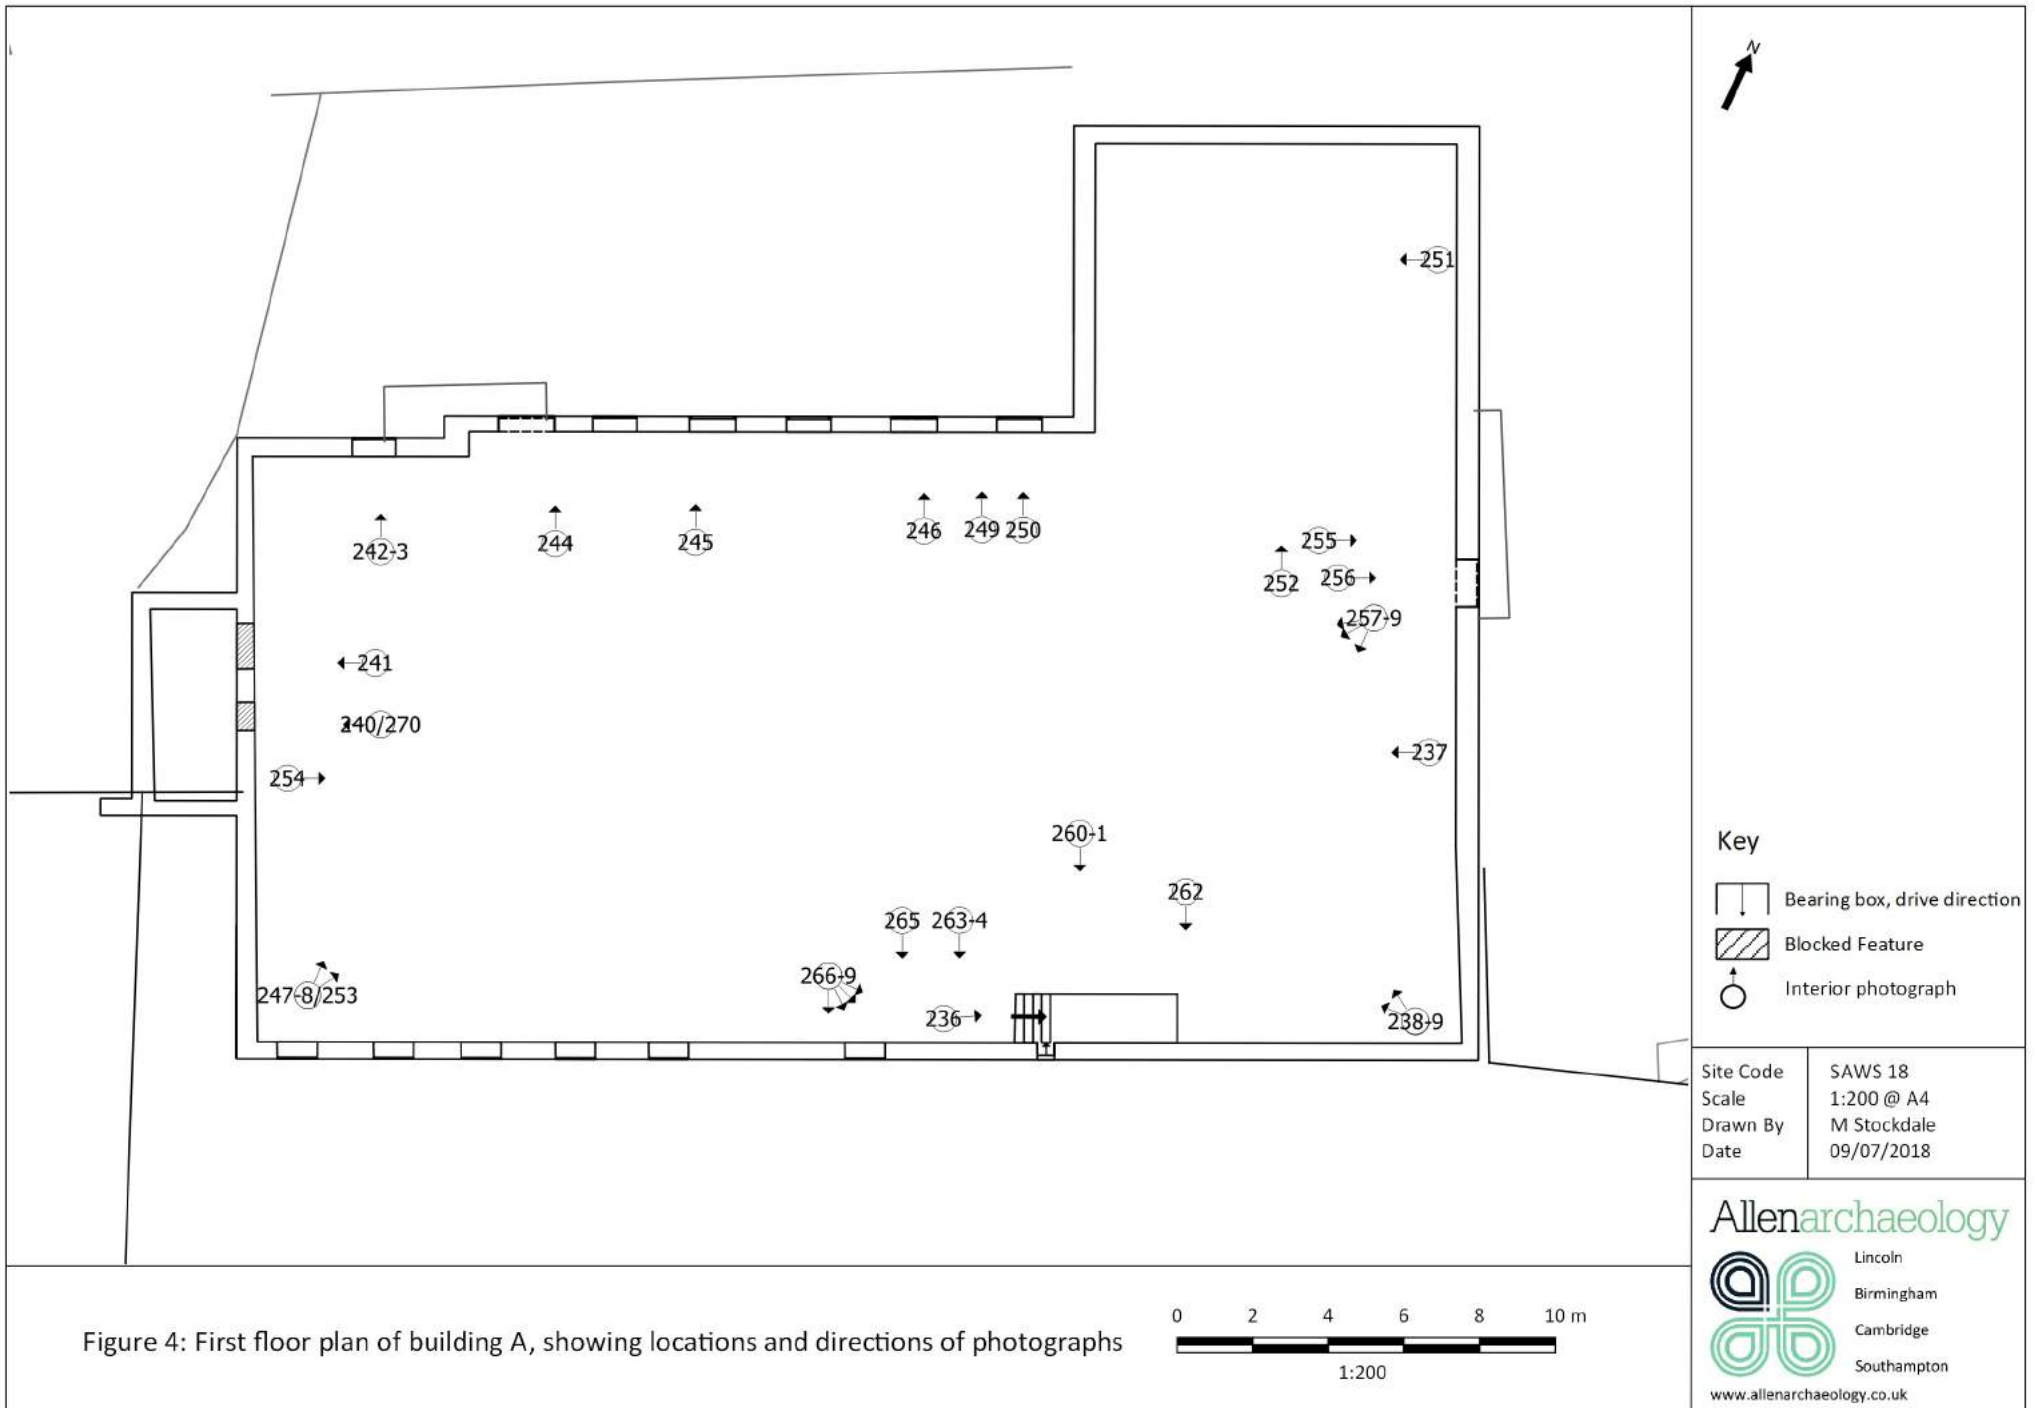 N
251
242-3
244
245
246
249
250
255
252
256
257-9
241
240/270
254
237
260-1
262
265
263-4
247-8/253
266-9
236
238-9
Key
Bearing box, drive direction
Blocked Feature
Interior photograph
Site Code SAWS 18
Scale 1:200 @ A4
Drawn By M Stockdale
Date 09/07/2018
Allenarchaeology
Lincoln
Birmingham
Cambridge
Southampton
www.allenarchaeology.co.uk
Figure 4: First floor plan of building A, showing locations and directions of photographs
0 2 4 6 8 10 m
1:200